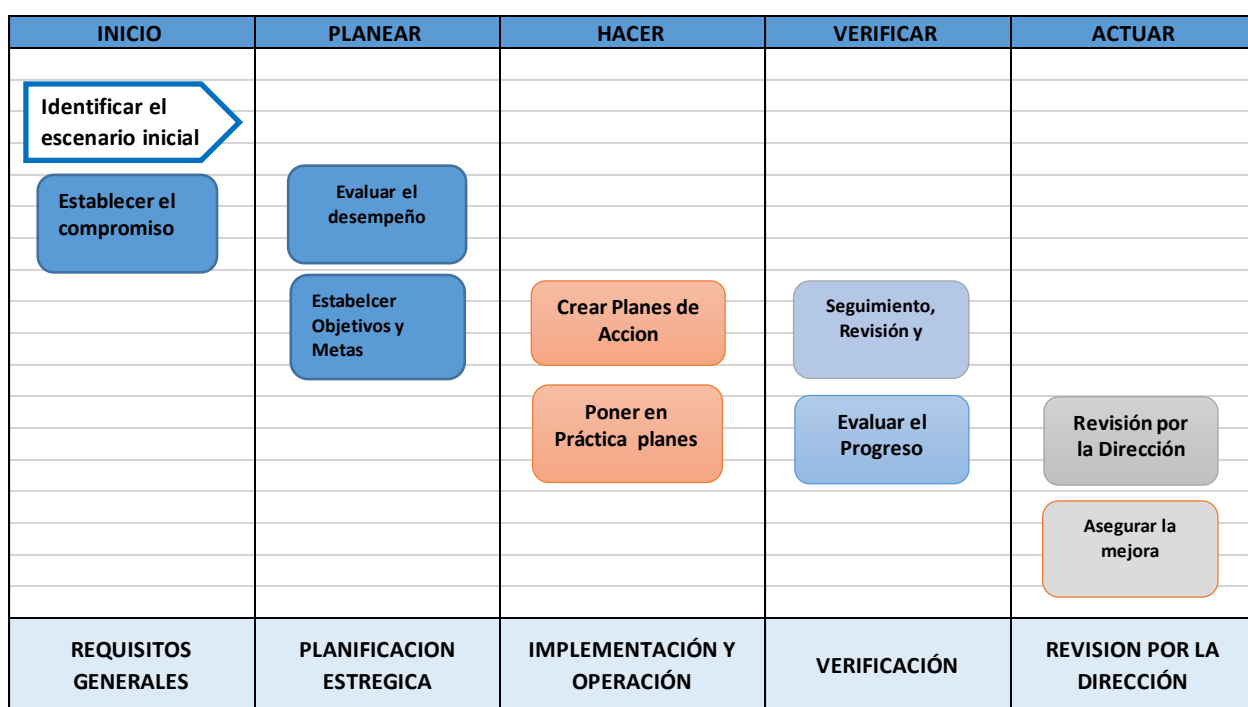 INICIO
PLANEAR
HACER
VERIFICAR
ACTUAR
Identificar el
escenario inicial
Establecer el
compromiso
Evaluar el
desempeño
Estabelcer
Objetivos y
Metas
Crear Planes de
Accion
Poner en
Práctica planes
Seguimiento,
Revisión y
Evaluar el
Progreso
Revisión por
la Dirección
Asegurar la
mejora
REQUISITOS
GENERALES
PLANIFICACION
ESTREGICA
IMPLEMENTACIÓN Y
OPERACIÓN
VERIFICACIÓN
REVISION POR LA
DIRECCIÓN